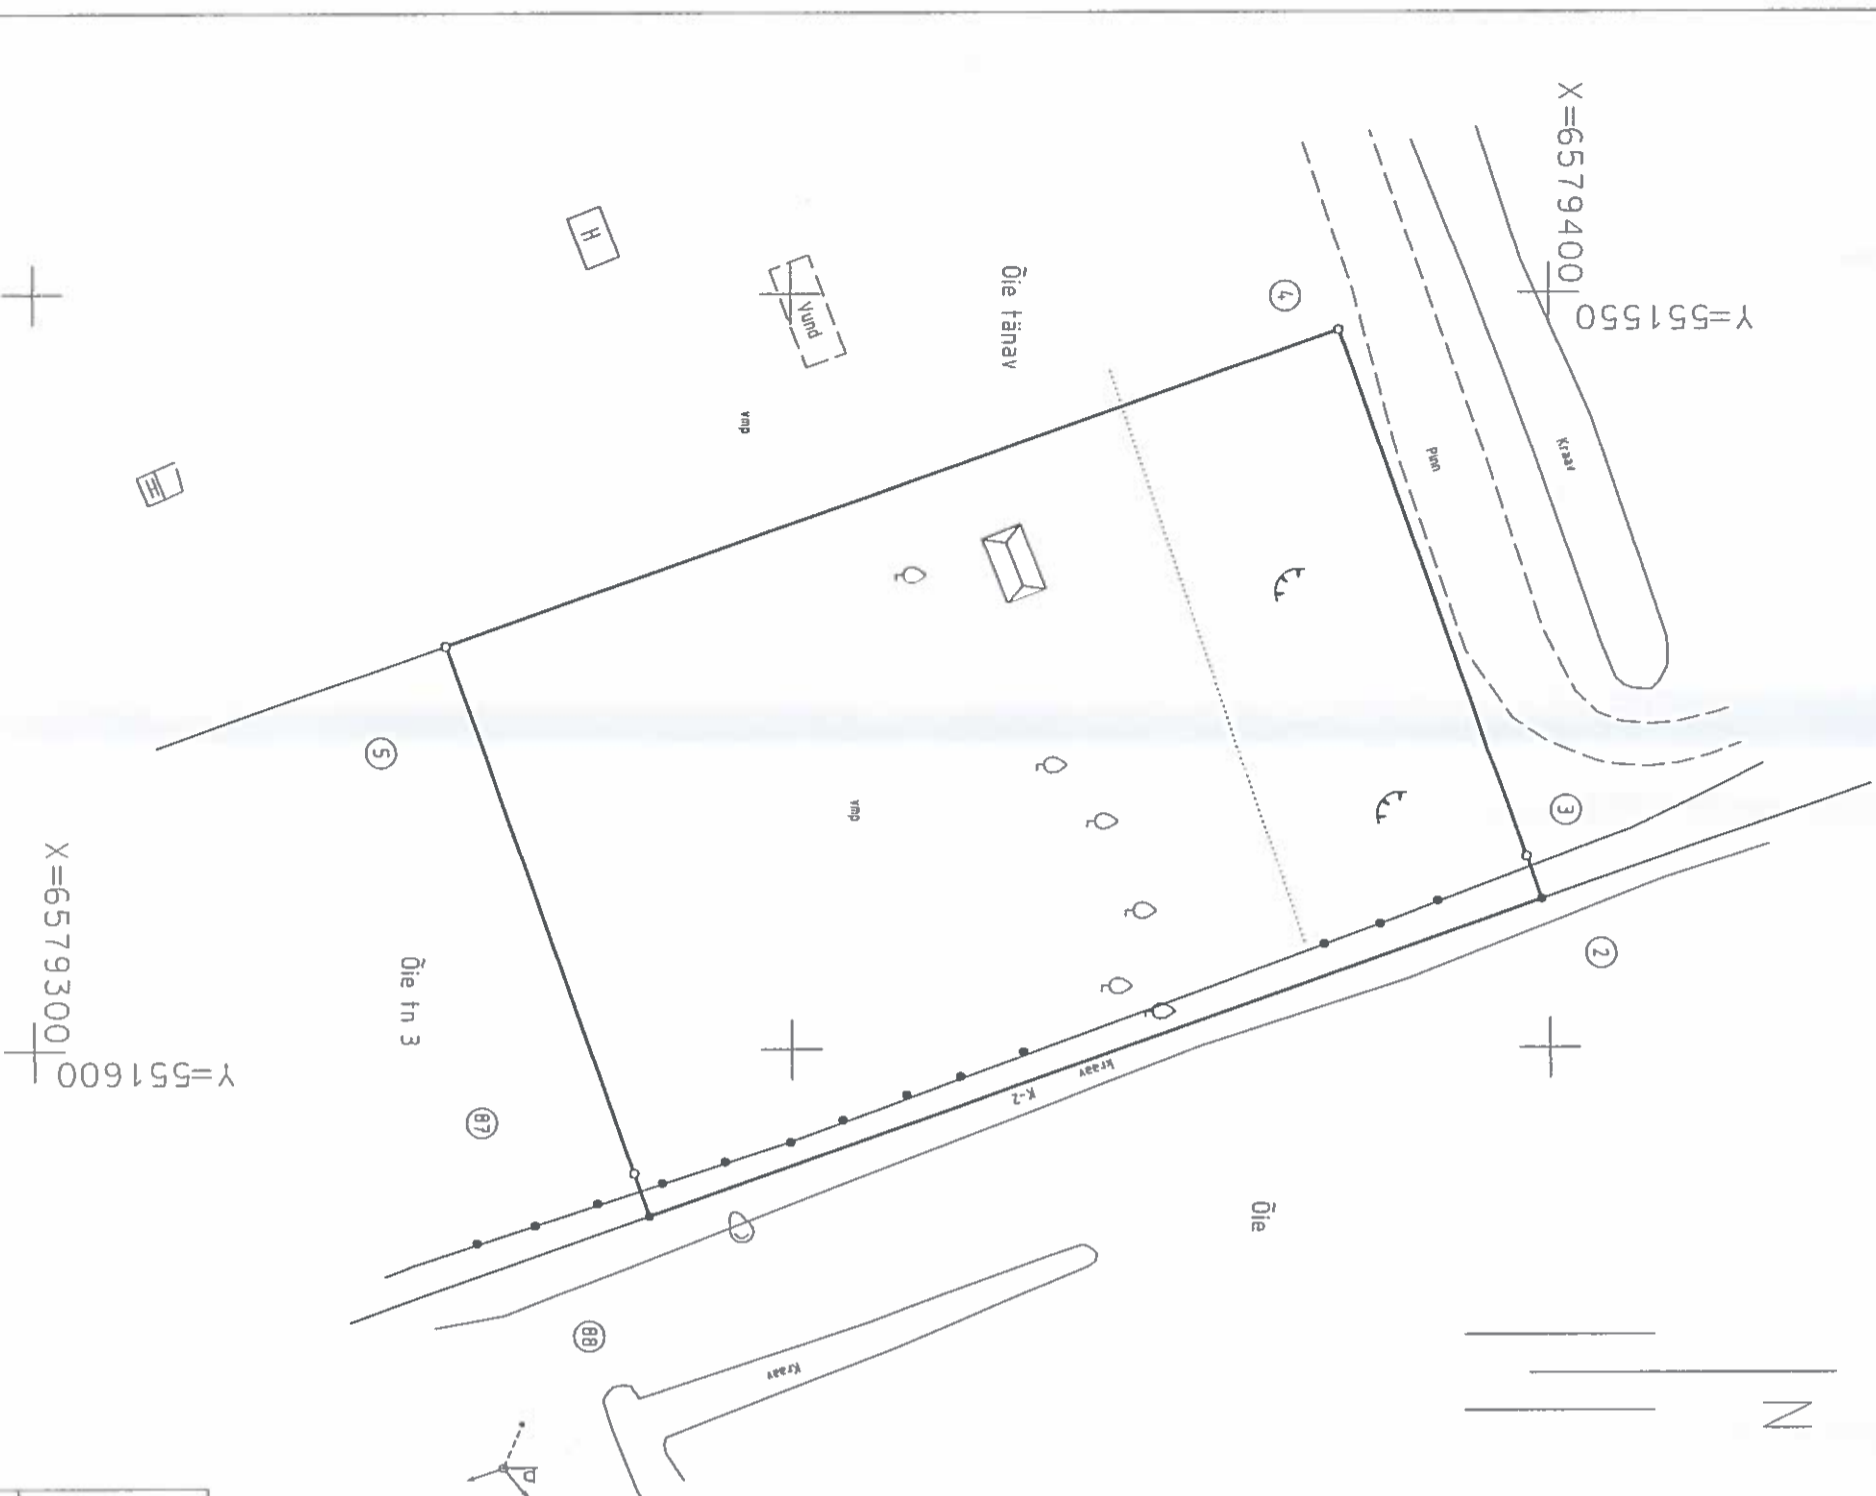 X=6579400
Y=551550
H
Vund
Õie tänav
4
Kraav
Pinn
vmp
H
3
5
vmp
2
X=6579300
Y=551600
Õie tn 3
87
kraav
K-2
Õie
88
Kraav
N